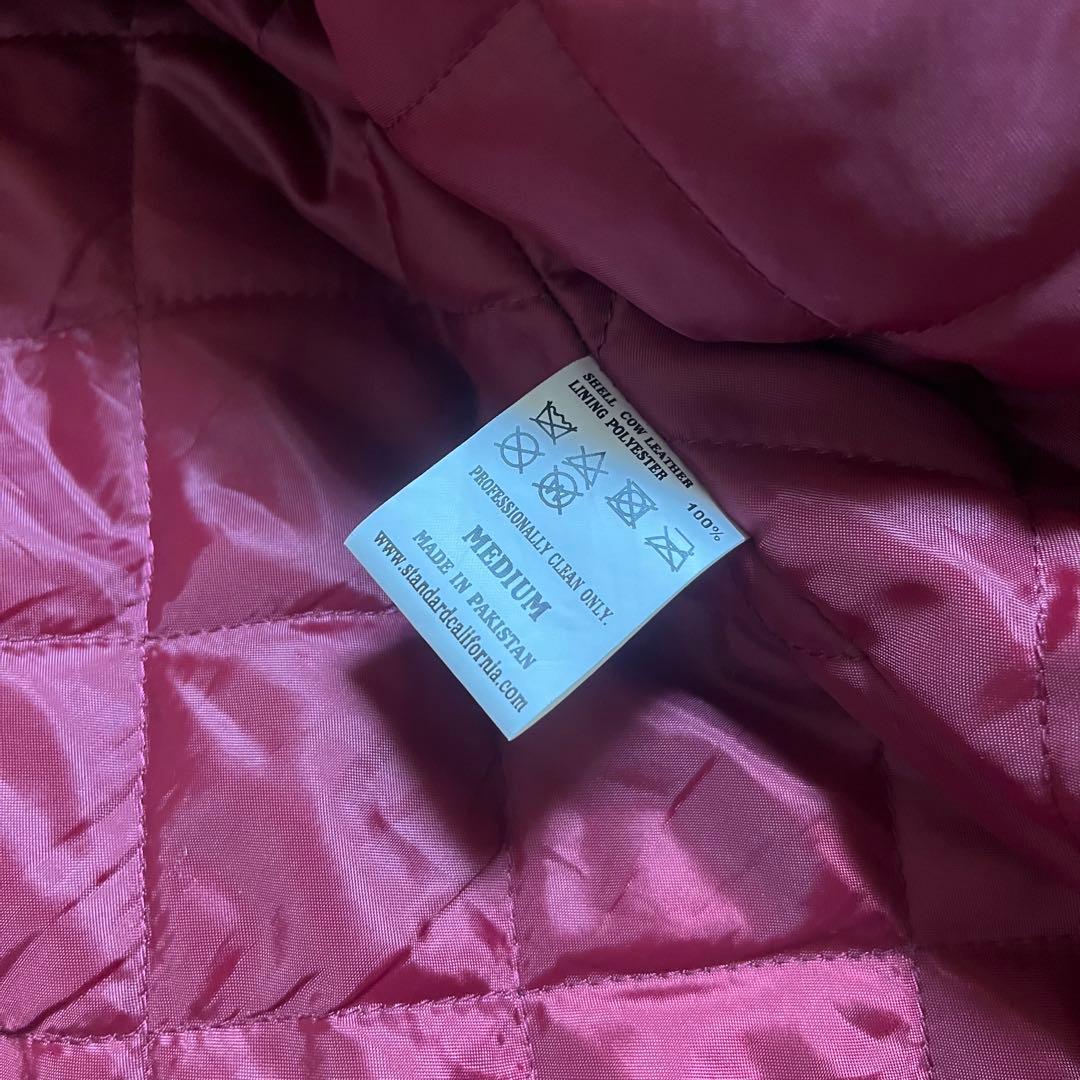 SHELL COW LEATHER
LINING POLYESTER 100%
PROFESSIONALLY CLEAN ONLY.
MEDIUM
MADE IN PAKISTAN
www.standardcalifornia.com